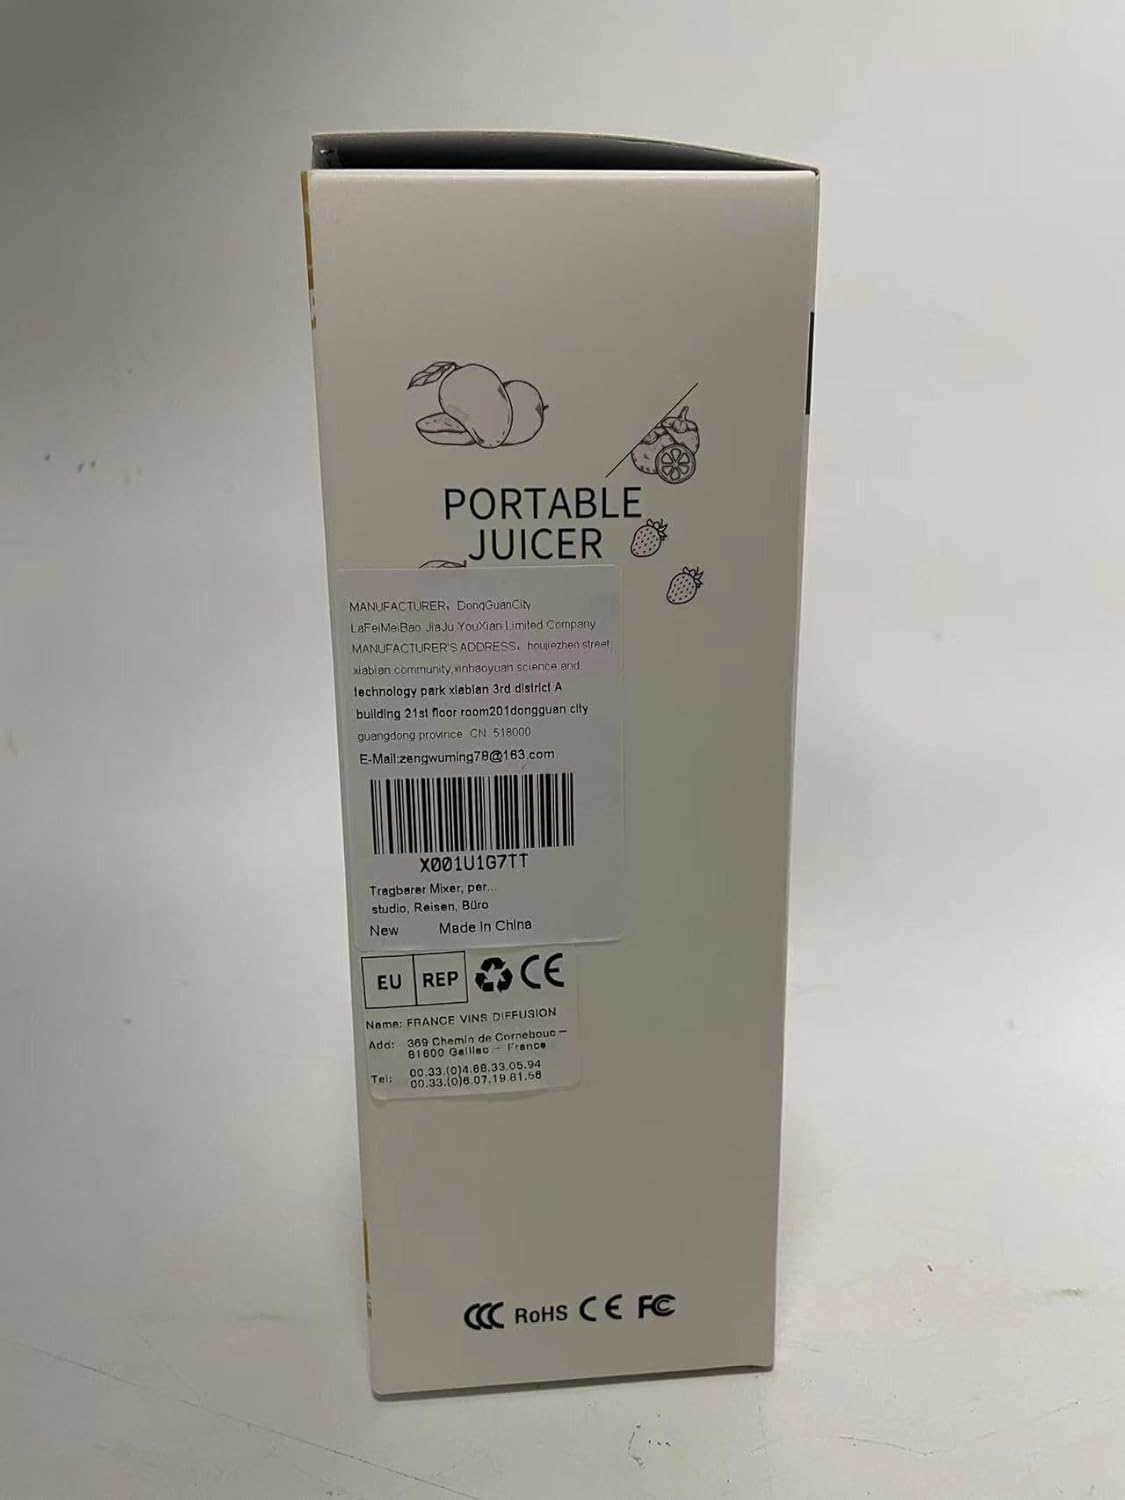 PORTABLE
JUICER
MANUFACTURER, DongGuanCity
LaFeiMeiBao JiaJu YouXian Limited Company
MANUFACTURER'S ADDRESS, houjiezhen street,
xiabian community,xinhaoyuan science and
technology park xiabian 3rd district A
building 21st floor room201dongguan city
guangdong province CN. 518000
E-Mail:zengwuming78@163.com
X001U1G7TT
Tragbarer Mixer, per...
studio, Reisen, Büro
New Made In China
EU REP CE
Name: FRANCE VINS DIFFUSION
Add: 369 Chemin de Cornebouc –
81600 Gaillac – France
Tel: 00.33.(0)4.68.33.05.94
00.33.(0)6.07.19.81.68
CCC RoHS CE FC